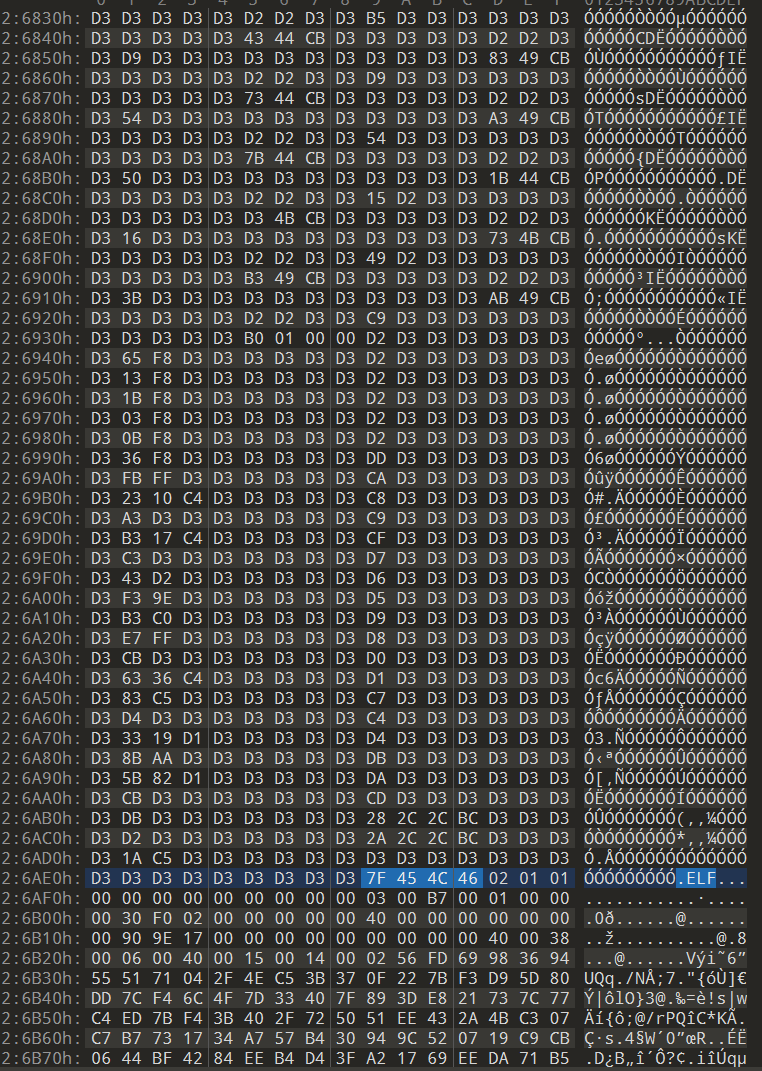 2:6830h: D3 D3 D3 D3 D3 D2 D2 D3 D3 B5 D3 D3 D3 D3 D3 D3 ÓÓÓÓÓÒÒÓÓµÓÓÓÓÓÓ
2:6840h: D3 D3 D3 D3 D3 43 44 CB D3 D3 D3 D3 D3 D2 D2 D3 ÓÓÓÓÓCDËÓÓÓÓÓÒÒÓ
2:6850h: D3 D9 D3 D3 D3 D3 D3 D3 D3 D3 D3 D3 D3 83 49 CB ÓÙÓÓÓÓÓÓÓÓÓÓÓƒIË
2:6860h: D3 D3 D3 D3 D3 D2 D2 D3 D3 D9 D3 D3 D3 D3 D3 D3 ÓÓÓÓÓÒÒÓÓÙÓÓÓÓÓÓ
2:6870h: D3 D3 D3 D3 D3 73 44 CB D3 D3 D3 D3 D3 D2 D2 D3 ÓÓÓÓÓsDËÓÓÓÓÓÒÒÓ
2:6880h: D3 54 D3 D3 D3 D3 D3 D3 D3 D3 D3 D3 D3 A3 49 CB ÓTÓÓÓÓÓÓÓÓÓÓÓ£IË
2:6890h: D3 D3 D3 D3 D3 D2 D2 D3 D3 54 D3 D3 D3 D3 D3 D3 ÓÓÓÓÓÒÒÓÓTÓÓÓÓÓÓ
2:68A0h: D3 D3 D3 D3 D3 7B 44 CB D3 D3 D3 D3 D3 D2 D2 D3 ÓÓÓÓÓ{DËÓÓÓÓÓÒÒÓ
2:68B0h: D3 50 D3 D3 D3 D3 D3 D3 D3 D3 D3 D3 D3 1B 44 CB ÓPÓÓÓÓÓÓÓÓÓÓÓ.DË
2:68C0h: D3 D3 D3 D3 D3 D2 D2 D3 D3 15 D2 D3 D3 D3 D3 D3 ÓÓÓÓÓÒÒÓÓ.ÒÓÓÓÓÓ
2:68D0h: D3 D3 D3 D3 D3 D3 4B CB D3 D3 D3 D3 D3 D2 D2 D3 ÓÓÓÓÓÓKËÓÓÓÓÓÒÒÓ
2:68E0h: D3 16 D3 D3 D3 D3 D3 D3 D3 D3 D3 D3 D3 73 4B CB Ó.ÓÓÓÓÓÓÓÓÓÓÓsKË
2:68F0h: D3 D3 D3 D3 D3 D2 D2 D3 D3 49 D2 D3 D3 D3 D3 D3 ÓÓÓÓÓÒÒÓÓIÒÓÓÓÓÓ
2:6900h: D3 D3 D3 D3 D3 B3 49 CB D3 D3 D3 D3 D3 D2 D2 D3 ÓÓÓÓÓ³IËÓÓÓÓÓÒÒÓ
2:6910h: D3 3B D3 D3 D3 D3 D3 D3 D3 D3 D3 D3 D3 AB 49 CB Ó;ÓÓÓÓÓÓÓÓÓÓÓ«IË
2:6920h: D3 D3 D3 D3 D3 D2 D2 D3 D3 C9 D3 D3 D3 D3 D3 D3 ÓÓÓÓÓÒÒÓÓÉÓÓÓÓÓÓ
2:6930h: D3 D3 D3 D3 D3 B0 01 00 00 D2 D3 D3 D3 D3 D3 D3 ÓÓÓÓÓ°...ÒÓÓÓÓÓÓ
2:6940h: D3 65 F8 D3 D3 D3 D3 D3 D3 D2 D3 D3 D3 D3 D3 D3 ÓeøÓÓÓÓÓÓÒÓÓÓÓÓÓ
2:6950h: D3 13 F8 D3 D3 D3 D3 D3 D3 D2 D3 D3 D3 D3 D3 D3 Ó.øÓÓÓÓÓÓÒÓÓÓÓÓÓ
2:6960h: D3 1B F8 D3 D3 D3 D3 D3 D3 D2 D3 D3 D3 D3 D3 D3 Ó.øÓÓÓÓÓÓÒÓÓÓÓÓÓ
2:6970h: D3 03 F8 D3 D3 D3 D3 D3 D3 D2 D3 D3 D3 D3 D3 D3 Ó.øÓÓÓÓÓÓÒÓÓÓÓÓÓ
2:6980h: D3 0B F8 D3 D3 D3 D3 D3 D3 D2 D3 D3 D3 D3 D3 D3 Ó.øÓÓÓÓÓÓÒÓÓÓÓÓÓ
2:6990h: D3 36 F8 D3 D3 D3 D3 D3 D3 DD D3 D3 D3 D3 D3 D3 Ó6øÓÓÓÓÓÓÝÓÓÓÓÓÓ
2:69A0h: D3 FB FF D3 D3 D3 D3 D3 D3 CA D3 D3 D3 D3 D3 D3 ÓûÿÓÓÓÓÓÓÊÓÓÓÓÓÓ
2:69B0h: D3 23 10 C4 D3 D3 D3 D3 D3 C8 D3 D3 D3 D3 D3 D3 Ó#.ÄÓÓÓÓÓÈÓÓÓÓÓÓ
2:69C0h: D3 A3 D3 D3 D3 D3 D3 D3 D3 C9 D3 D3 D3 D3 D3 D3 Ó£ÓÓÓÓÓÓÓÉÓÓÓÓÓÓ
2:69D0h: D3 B3 17 C4 D3 D3 D3 D3 D3 CF D3 D3 D3 D3 D3 D3 Ó³.ÄÓÓÓÓÓÏÓÓÓÓÓÓ
2:69E0h: D3 C3 D3 D3 D3 D3 D3 D3 D3 D7 D3 D3 D3 D3 D3 D3 ÓÃÓÓÓÓÓÓÓ×ÓÓÓÓÓÓ
2:69F0h: D3 43 D2 D3 D3 D3 D3 D3 D3 D6 D3 D3 D3 D3 D3 D3 ÓCÒÓÓÓÓÓÓÖÓÓÓÓÓÓ
2:6A00h: D3 F3 9E D3 D3 D3 D3 D3 D3 D5 D3 D3 D3 D3 D3 D3 ÓóžÓÓÓÓÓÓÕÓÓÓÓÓÓ
2:6A10h: D3 B3 C0 D3 D3 D3 D3 D3 D3 D9 D3 D3 D3 D3 D3 D3 Ó³ÀÓÓÓÓÓÓÙÓÓÓÓÓÓ
2:6A20h: D3 E7 FF D3 D3 D3 D3 D3 D3 D8 D3 D3 D3 D3 D3 D3 ÓçÿÓÓÓÓÓÓØÓÓÓÓÓÓ
2:6A30h: D3 CB D3 D3 D3 D3 D3 D3 D3 D0 D3 D3 D3 D3 D3 D3 ÓËÓÓÓÓÓÓÓÐÓÓÓÓÓÓ
2:6A40h: D3 63 36 C4 D3 D3 D3 D3 D3 D1 D3 D3 D3 D3 D3 D3 Óc6ÄÓÓÓÓÓÑÓÓÓÓÓÓ
2:6A50h: D3 83 C5 D3 D3 D3 D3 D3 D3 C7 D3 D3 D3 D3 D3 D3 ÓƒÅÓÓÓÓÓÓÇÓÓÓÓÓÓ
2:6A60h: D3 D4 D3 D3 D3 D3 D3 D3 D3 C4 D3 D3 D3 D3 D3 D3 ÓÔÓÓÓÓÓÓÓÄÓÓÓÓÓÓ
2:6A70h: D3 33 19 D1 D3 D3 D3 D3 D3 D4 D3 D3 D3 D3 D3 D3 Ó3.ÑÓÓÓÓÓÔÓÓÓÓÓÓ
2:6A80h: D3 8B AA D3 D3 D3 D3 D3 D3 DB D3 D3 D3 D3 D3 D3 Ó‹ªÓÓÓÓÓÓÛÓÓÓÓÓÓ
2:6A90h: D3 5B 82 D1 D3 D3 D3 D3 D3 DA D3 D3 D3 D3 D3 D3 Ó[‚ÑÓÓÓÓÓÚÓÓÓÓÓÓ
2:6AA0h: D3 CB D3 D3 D3 D3 D3 D3 D3 CD D3 D3 D3 D3 D3 D3 ÓËÓÓÓÓÓÓÓÍÓÓÓÓÓÓ
2:6AB0h: D3 DB D3 D3 D3 D3 D3 D3 D3 28 2C 2C BC D3 D3 D3 ÓÛÓÓÓÓÓÓÓ(,,¼ÓÓÓ
2:6AC0h: D3 D2 D3 D3 D3 D3 D3 D3 D3 2A 2C 2C BC D3 D3 D3 ÓÒÓÓÓÓÓÓÓ*,,¼ÓÓÓ
2:6AD0h: D3 1A C5 D3 D3 D3 D3 D3 D3 D3 D3 D3 D3 D3 D3 D3 Ó.ÅÓÓÓÓÓÓÓÓÓÓÓÓÓ
2:6AE0h: D3 D3 D3 D3 D3 D3 D3 D3 D3 7F 45 4C 46 02 01 01 ÓÓÓÓÓÓÓÓÓ.ELF...
2:6AF0h: 00 00 00 00 00 00 00 00 00 03 00 B7 00 01 00 00 ...........·....
2:6B00h: 00 30 F0 02 00 00 00 00 00 40 00 00 00 00 00 00 .0ð......@......
2:6B10h: 00 90 9E 17 00 00 00 00 00 00 00 00 00 40 00 38 ..ž..........@.8
2:6B20h: 00 06 00 40 00 15 00 14 00 02 56 FD 69 98 36 94 ...@......Výi˜6”
2:6B30h: 55 51 71 04 2F 4E C5 3B 37 0F 22 7B F3 D9 5D 80 UQq./NÅ;7."{óÙ]€
2:6B40h: DD 7C F4 6C 4F 7D 33 40 7F 89 3D E8 21 73 7C 77 Ý|ôlO}3@.‰=è!s|w
2:6B50h: C4 ED 7B F4 3B 40 2F 72 50 51 EE 43 2A 4B C3 07 Äí{ô;@/rPQîC*KÃ.
2:6B60h: C7 B7 73 17 34 A7 57 B4 30 94 9C 52 07 19 C9 CB Ç·s.4§W´0”œR..ÉË
2:6B70h: 06 44 BF 42 84 EE B4 D4 3F A2 17 69 EE DA 71 B5 .D¿B„î´Ô?¢.iîÚqµ